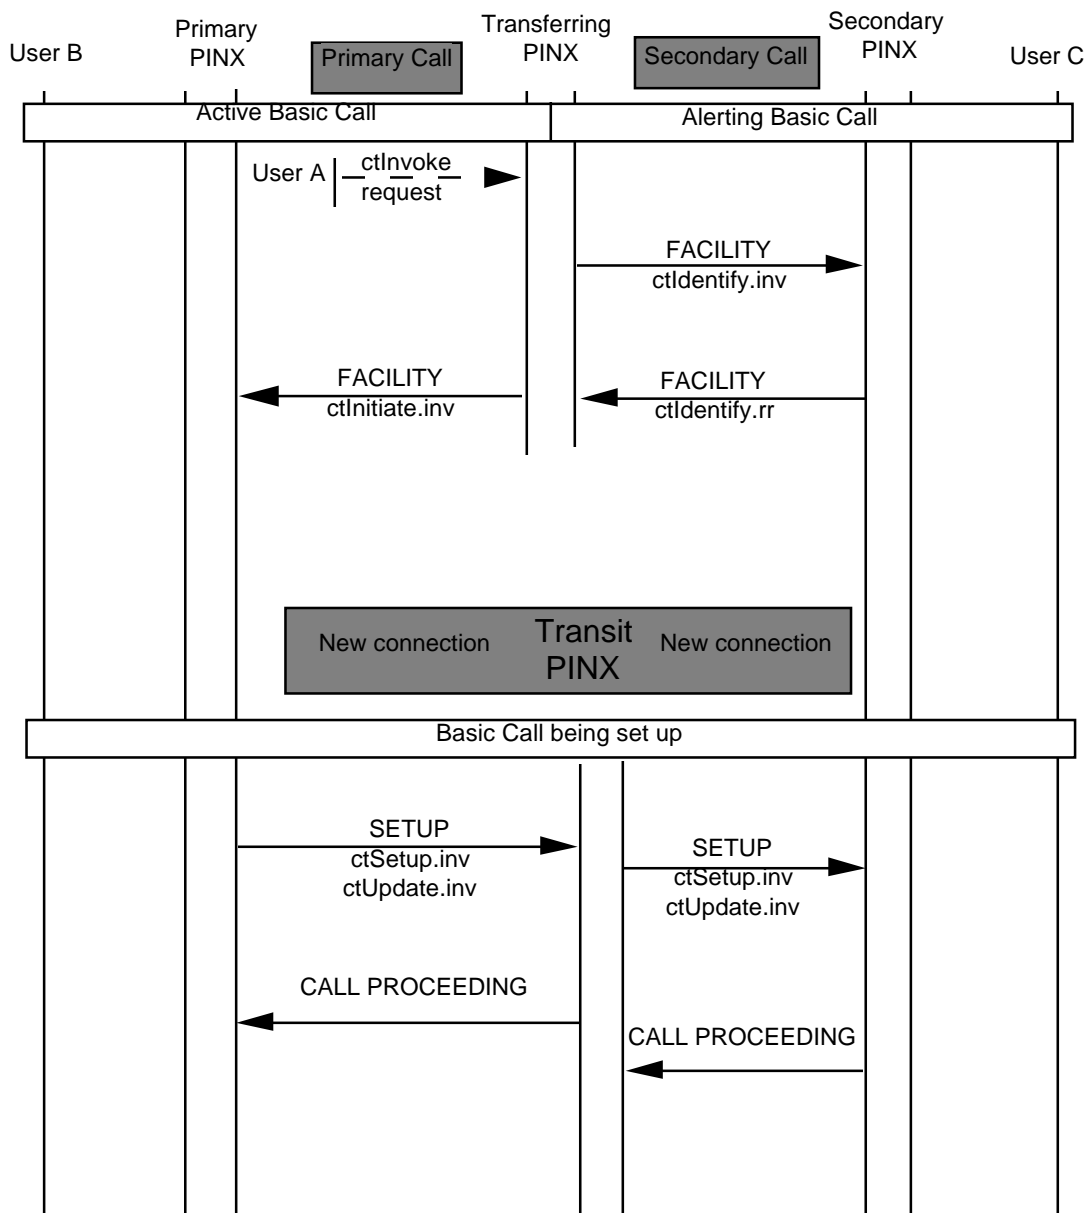 User B
Primary
PINX
Primary Call
Transferring
PINX
Secondary Call
Secondary
PINX
User C
Active Basic Call
Alerting Basic Call
User A
ctInvoke
request
FACILITY
ctIdentify.inv
FACILITY
ctInitiate.inv
FACILITY
ctIdentify.rr
New connection
Transit
PINX
New connection
Basic Call being set up
SETUP
ctSetup.inv
ctUpdate.inv
SETUP
ctSetup.inv
ctUpdate.inv
CALL PROCEEDING
CALL PROCEEDING